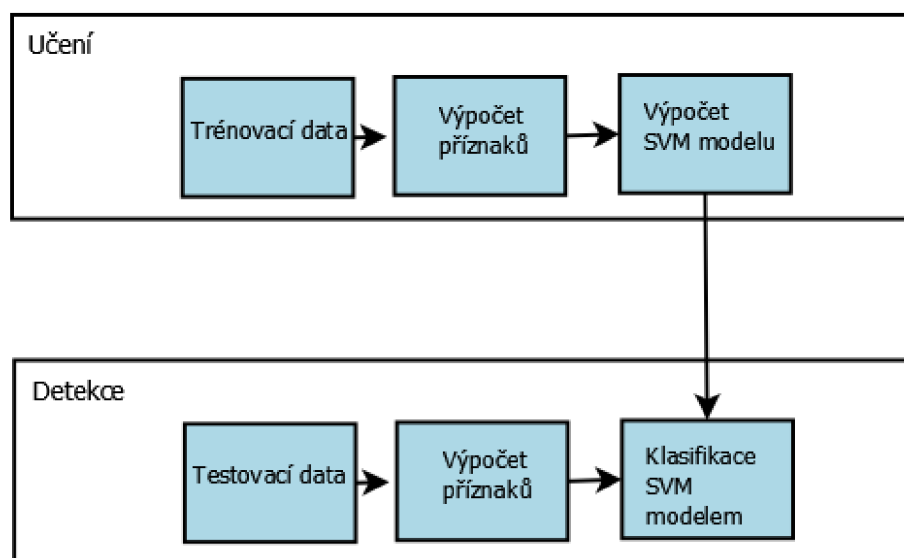 Učení
Trénovací data
Výpočet
příznaků
Výpočet
SVM modelu
Detekce
Testovací data
Výpočet
příznaků
Klasifikace
SVM
modelem